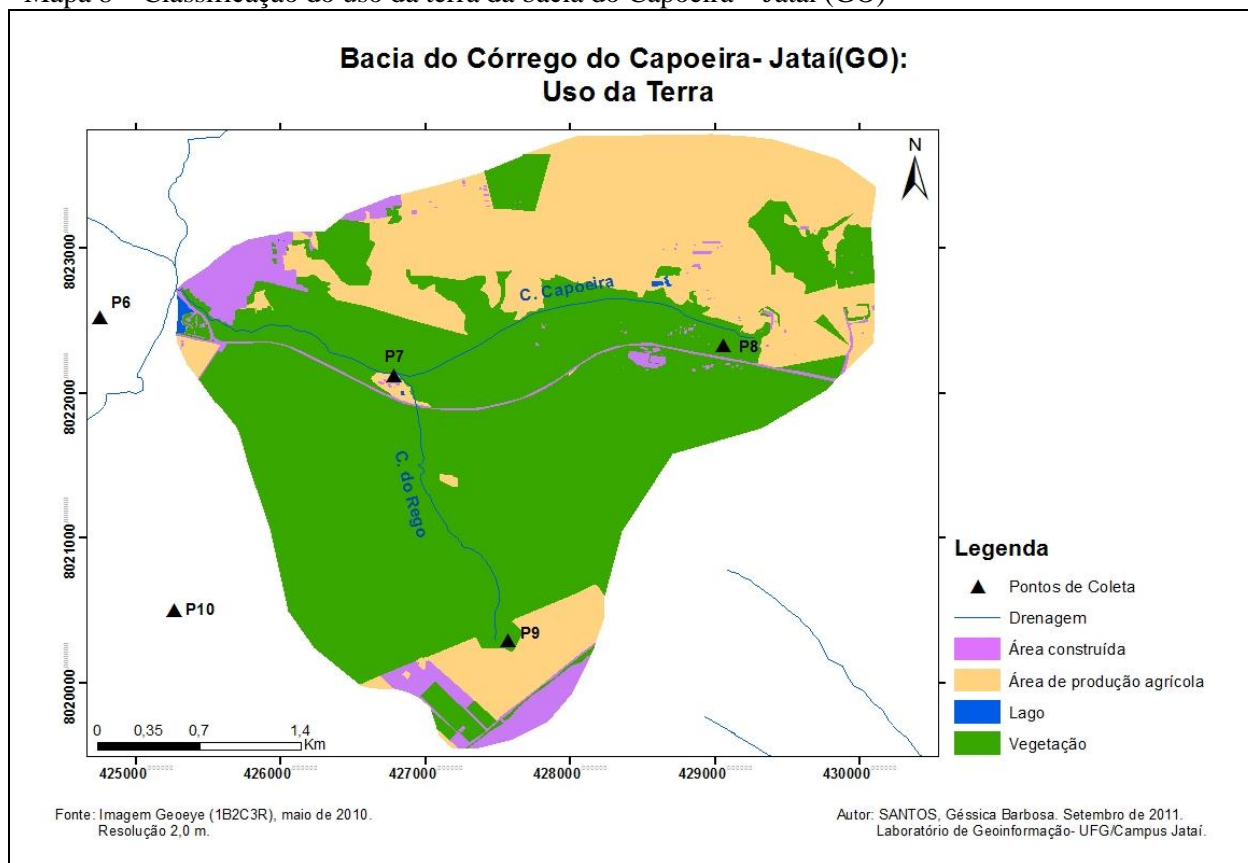 Mapa 8 – Classificação do uso da terra da bacia do Capoeira – Jataí (GO)
Bacia do Córrego do Capoeira- Jataí(GO):
Uso da Terra
N
8023000
8022000
8021000
8020000
P6
C. Capoeira
P8
P7
C. do Rego
P10
P9
0 0,35 0,7 1,4
Km
425000 426000 427000 428000 429000 430000
Legenda
Pontos de Coleta
Drenagem
Área construída
Área de produção agrícola
Lago
Vegetação
Fonte: Imagem Geoeye (1B2C3R), maio de 2010.
Resolução 2,0 m.
Autor: SANTOS, Géssica Barbosa. Setembro de 2011.
Laboratório de Geoinformação- UFG/Campus Jataí.